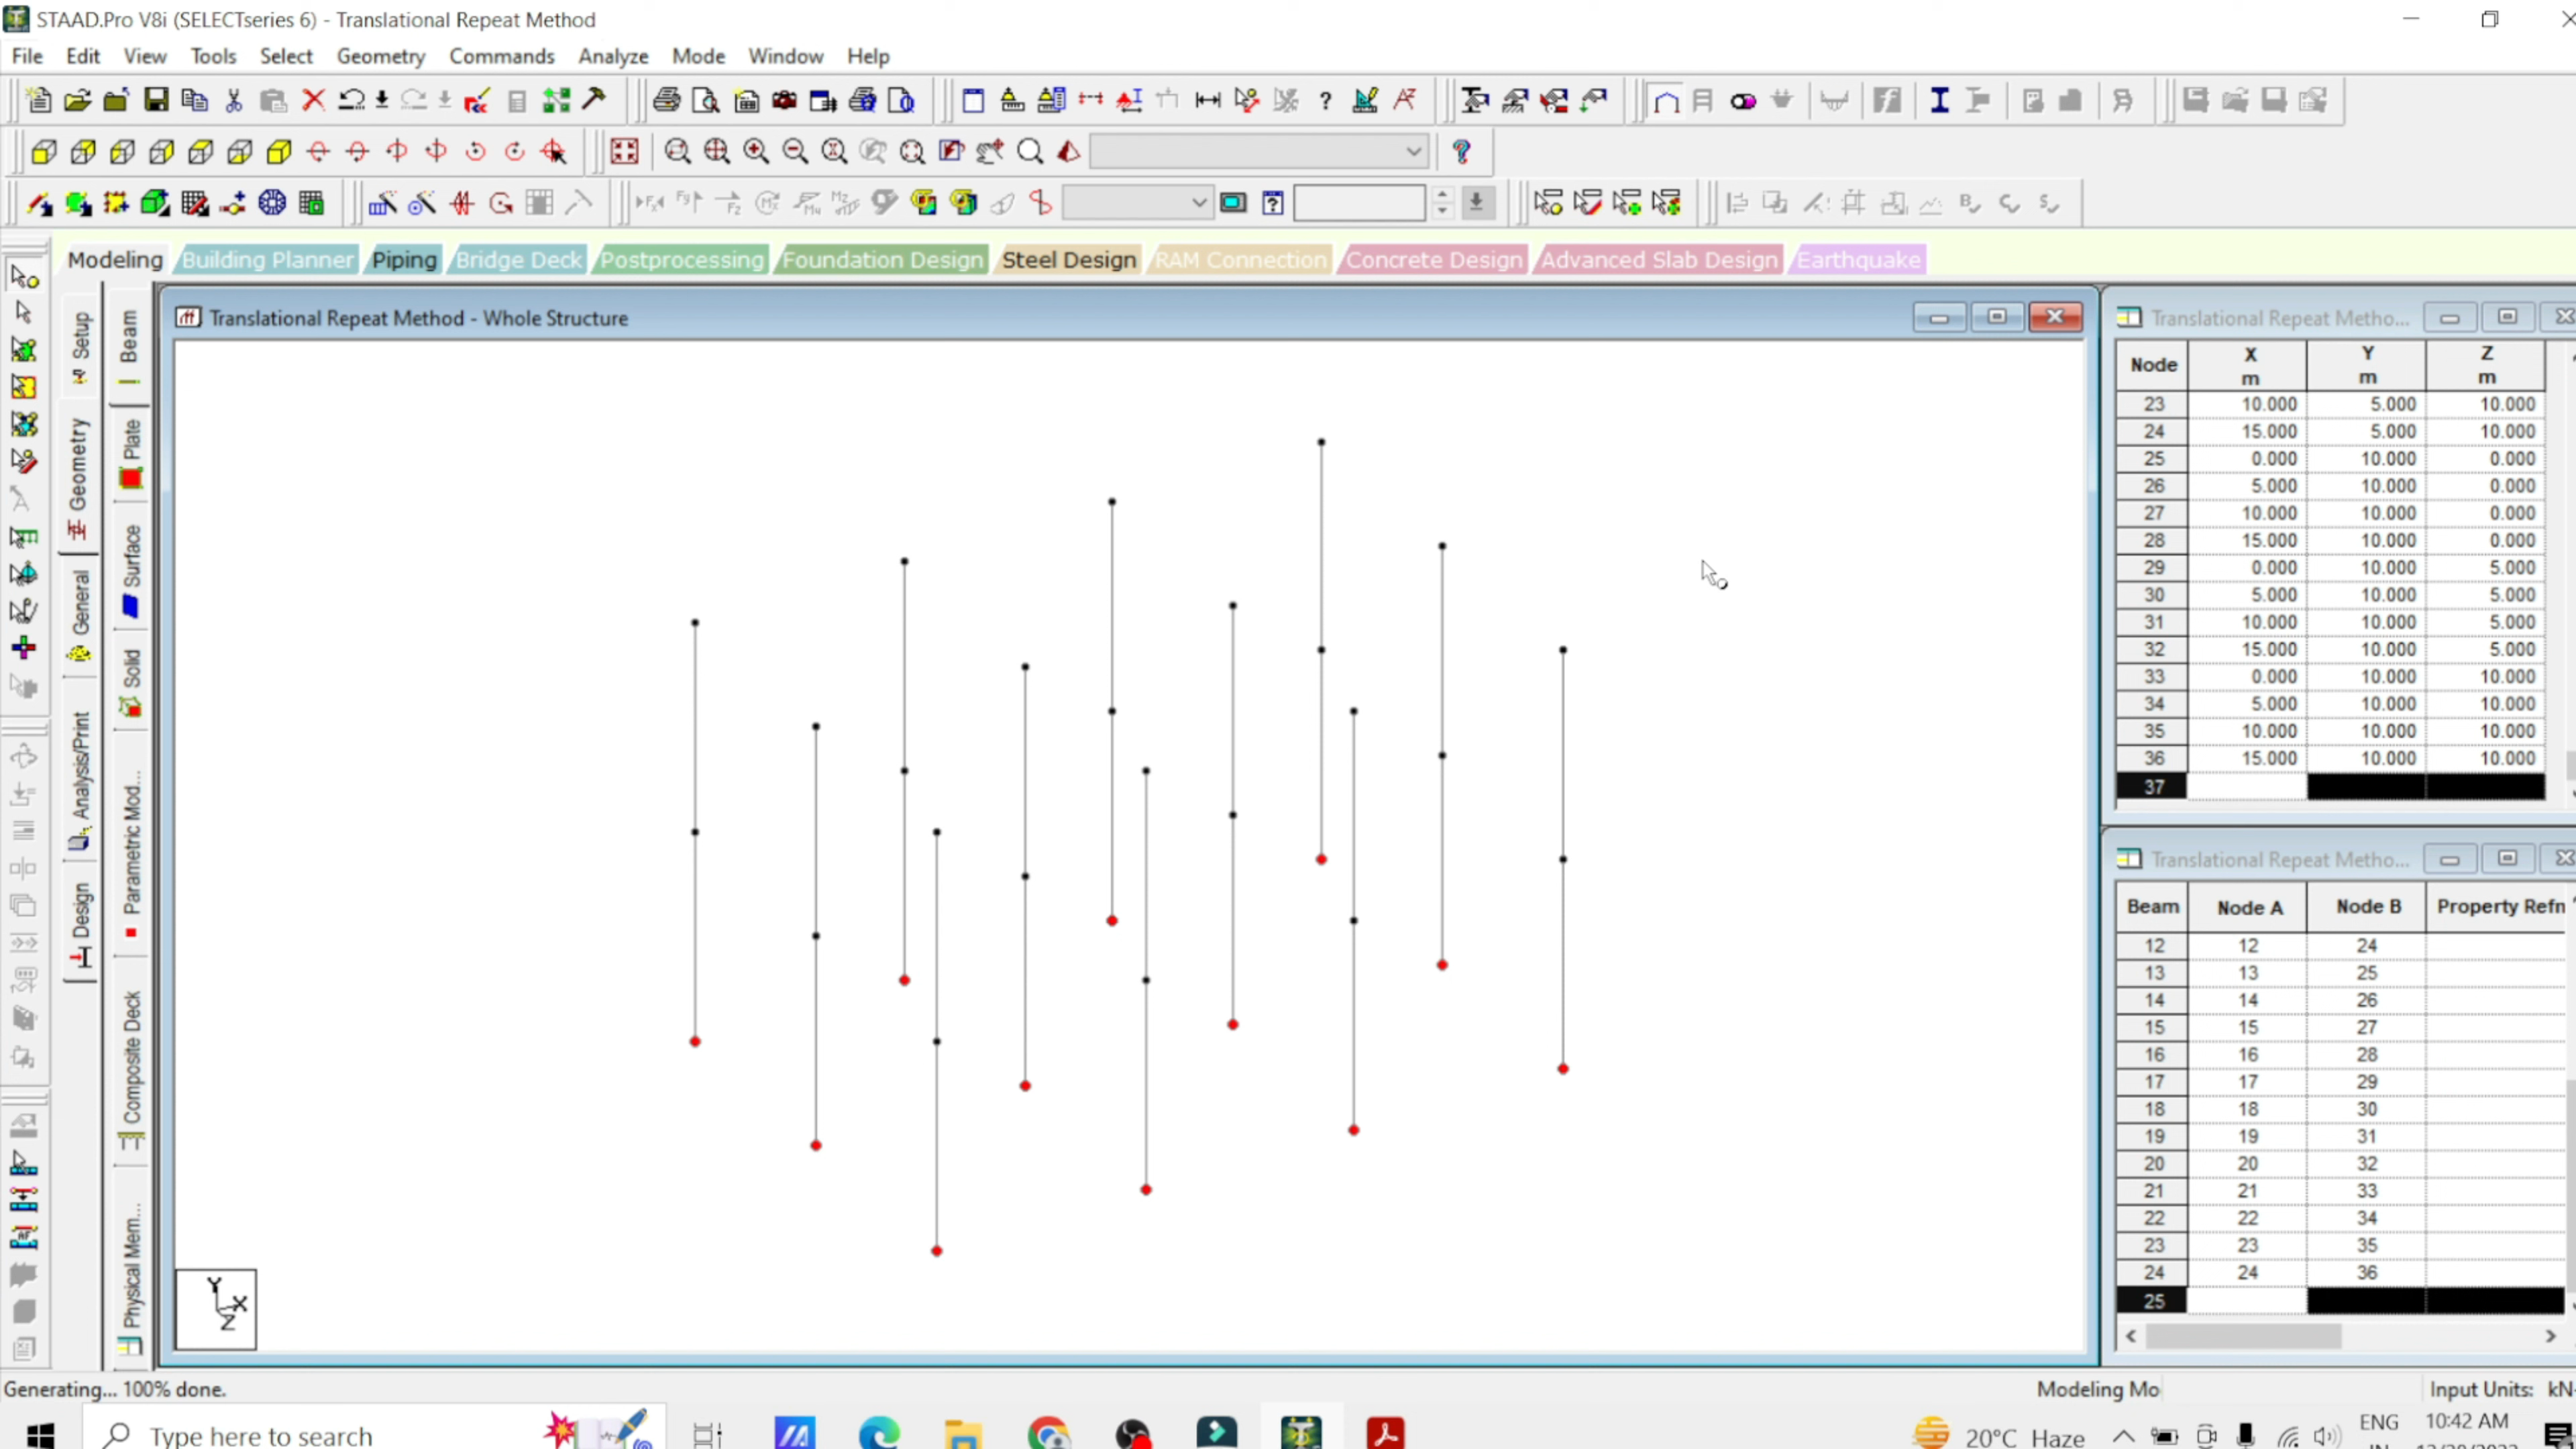 STAAD.Pro V8i (SELECTseries 6) - Translational Repeat Method
File Edit View Tools Select Geometry Commands Analyze Mode Window Help
Modeling Building Planner Piping Bridge Deck Postprocessing Foundation Design Steel Design RAM Connection Concrete Design Advanced Slab Design Earthquake
Setup
Geometry
General
Analysis/Print
Design
Beam
Plate
Surface
Solid
Parametric Mod...
Composite Deck
Physical Mem...
Translational Repeat Method - Whole Structure
Y
X
Z
Translational Repeat Metho...
Node X m Y m Z m
23 10.000 5.000 10.000
24 15.000 5.000 10.000
25 0.000 10.000 0.000
26 5.000 10.000 0.000
27 10.000 10.000 0.000
28 15.000 10.000 0.000
29 0.000 10.000 5.000
30 5.000 10.000 5.000
31 10.000 10.000 5.000
32 15.000 10.000 5.000
33 0.000 10.000 10.000
34 5.000 10.000 10.000
35 10.000 10.000 10.000
36 15.000 10.000 10.000
37
Translational Repeat Metho...
Beam Node A Node B Property Refn
12 12 24
13 13 25
14 14 26
15 15 27
16 16 28
17 17 29
18 18 30
19 19 31
20 20 32
21 21 33
22 22 34
23 23 35
24 24 36
25
Generating... 100% done.
Modeling Mo
Input Units: kN-
Type here to search
20°C Haze
ENG
10:42 AM